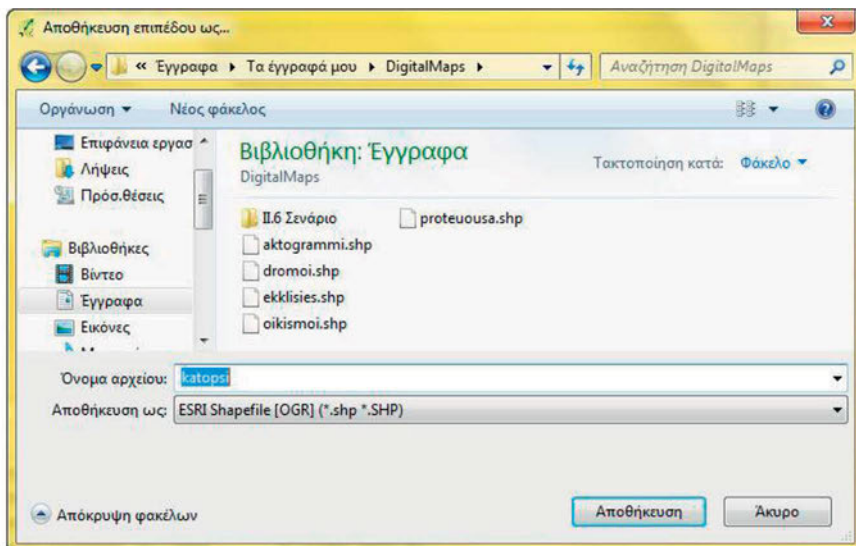 Αποθήκευση επιπέδου ως...
« Έγγραφα ▸ Τα έγγραφά μου ▸ DigitalMaps ▸
Αναζήτηση DigitalMaps
Οργάνωση
Νέος φάκελος
Επιφάνεια εργασ
Λήψεις
Πρόσ.θέσεις
Βιβλιοθήκες
Βίντεο
Έγγραφα
Εικόνες
Βιβλιοθήκη: Έγγραφα
DigitalMaps
Τακτοποίηση κατά: Φάκελο
II.6 Σενάριο
aktogrammi.shp
dromoi.shp
ekklisies.shp
oikismoi.shp
proteuousa.shp
Όνομα αρχείου: katopsi
Αποθήκευση ως: ESRI Shapefile [OGR] (*.shp *.SHP)
Απόκρυψη φακέλων
Αποθήκευση
Άκυρο